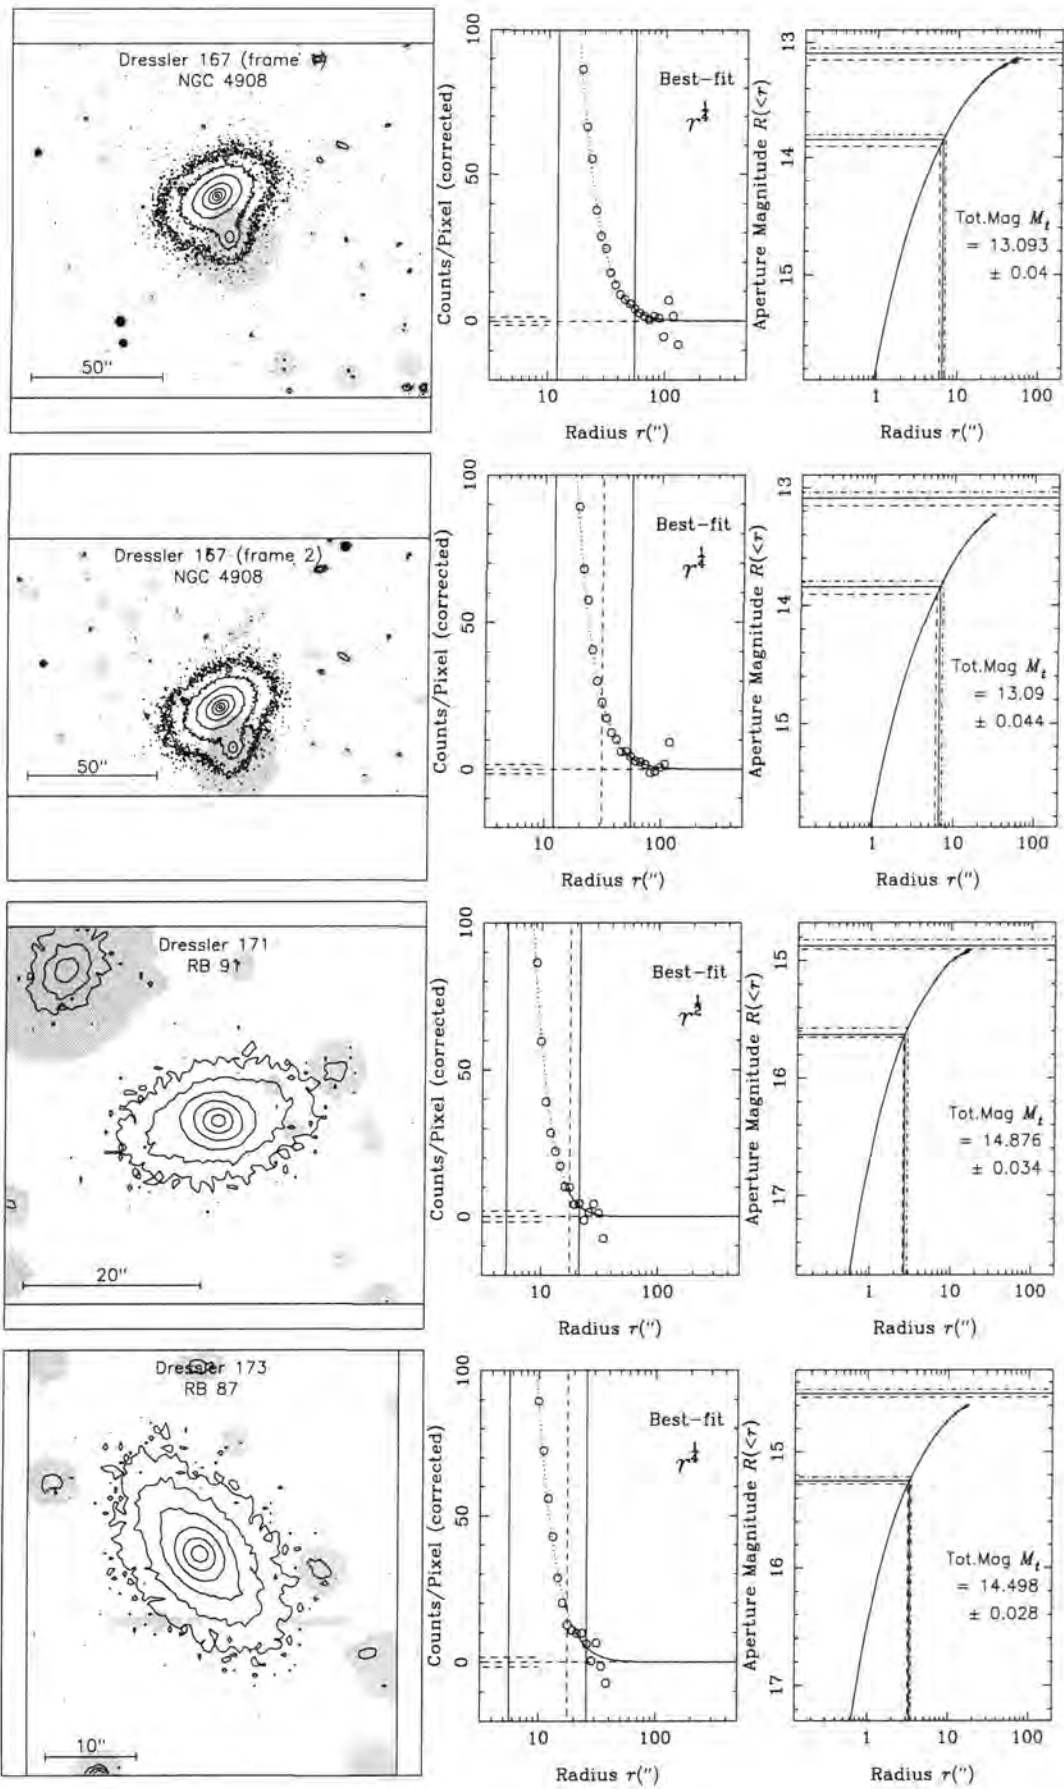 Dressler 167 (frame
NGC 4908
50"
Counts/Pixel (corrected)
100
50
0
Best-fit
r^1/4
10 100
Radius r(")
Aperture Magnitude R(<r)
13
14
15
Tot.Mag M_t
= 13.093
± 0.04
1 10 100
Radius r(")
Dressler 167 (frame 2)
NGC 4908
50"
Counts/Pixel (corrected)
100
50
0
Best-fit
r^1/4
10 100
Radius r(")
Aperture Magnitude R(<r)
13
14
15
Tot.Mag M_t
= 13.09
± 0.044
1 10 100
Radius r(")
Dressler 171
RB 91
20"
Counts/Pixel (corrected)
100
50
0
Best-fit
r^1/2
10 100
Radius r(")
Aperture Magnitude R(<r)
15
16
17
Tot.Mag M_t
= 14.876
± 0.034
1 10 100
Radius r(")
Dressler 173
RB 87
10"
Counts/Pixel (corrected)
100
50
0
Best-fit
r^1/4
10 100
Radius r(")
Aperture Magnitude R(<r)
15
16
17
Tot.Mag M_t
= 14.498
± 0.028
1 10 100
Radius r(")